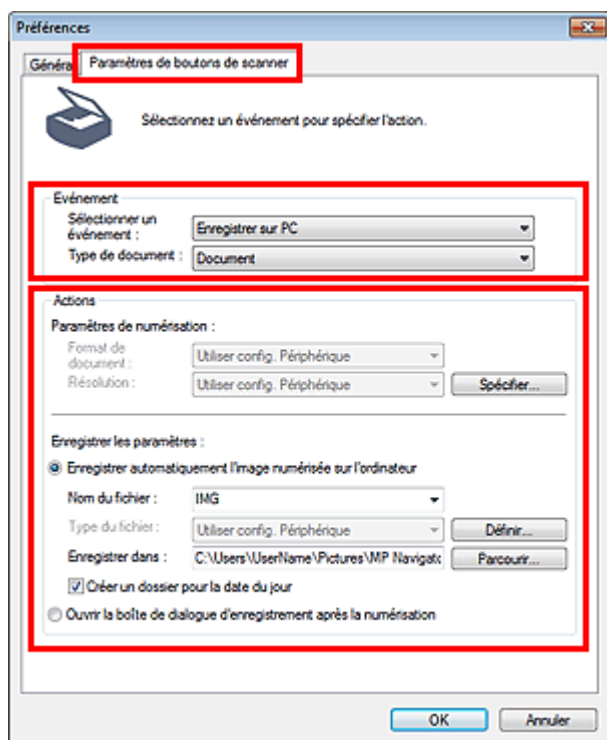 Préférences
Généra
Paramètres de boutons de scanner
Sélectionnez un événement pour spécifier l'action.
Evénement
Sélectionner un
événement :
Enregistrer sur PC
Type de document :
Document
Actions
Paramètres de numérisation :
Format de
document :
Utiliser config. Périphérique
Résolution :
Utiliser config. Périphérique
Spécifier...
Enregistrer les paramètres :
Enregistrer automatiquement l'image numérisée sur l'ordinateur
Nom du fichier :
IMG
Type du fichier :
Utiliser config. Périphérique
Définir...
Enregistrer dans :
C:\Users\UserName\Pictures\MP Navigato
Parcourir...
Créer un dossier pour la date du jour
Ouvrir la boîte de dialogue d'enregistrement après la numérisation
OK
Annuler